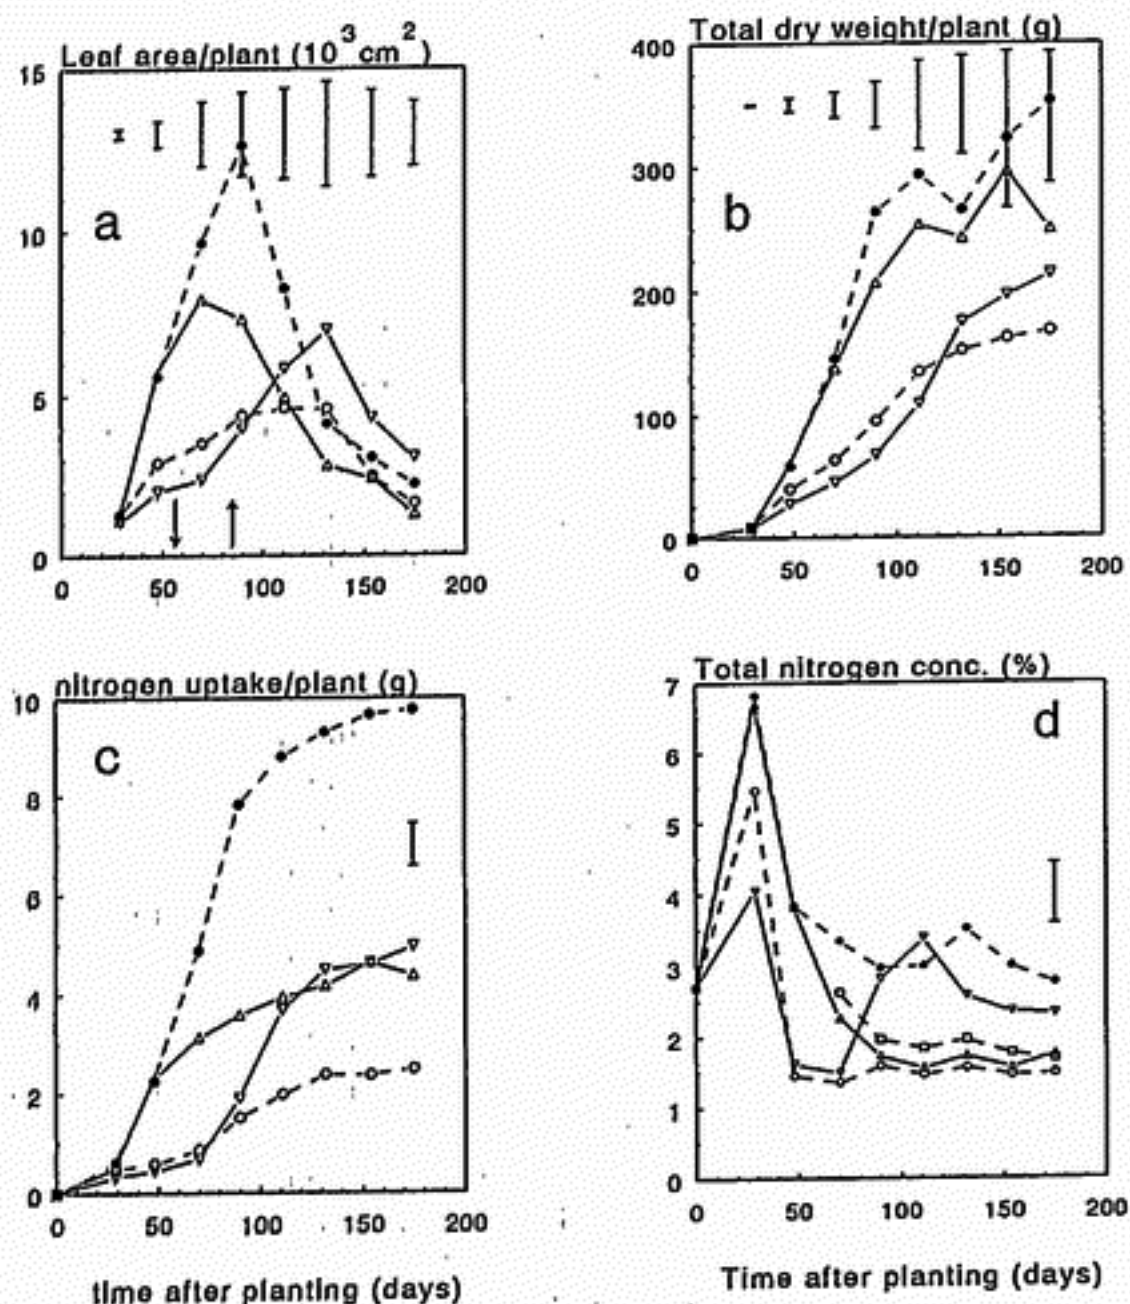 Leaf area/plant (10³ cm²)
15
10
5
0
a
0 50 100 150 200
Total dry weight/plant (g)
400
300
200
100
0
b
0 50 100 150 200
nitrogen uptake/plant (g)
10
8
6
4
2
0
c
0 50 100 150 200
time after planting (days)
Total nitrogen conc. (%)
7
6
5
4
3
2
1
0
d
0 50 100 150 200
Time after planting (days)